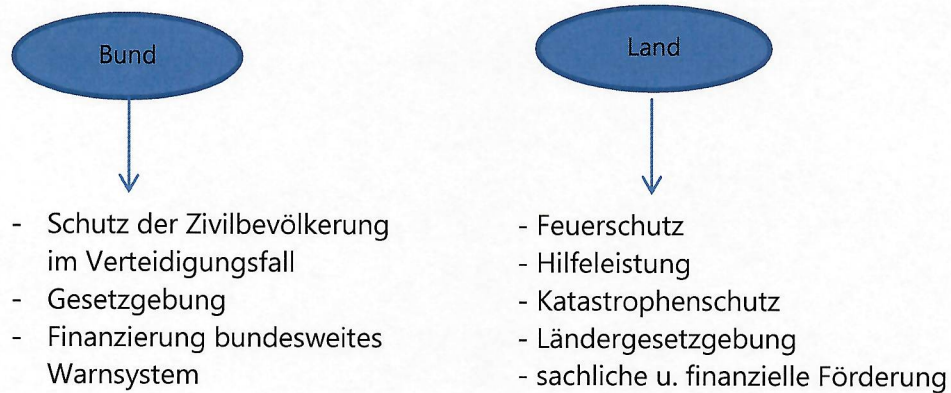 Bund
- Schutz der Zivilbevölkerung
im Verteidigungsfall
- Gesetzgebung
- Finanzierung bundesweites
Warnsystem
Land
- Feuerschutz
- Hilfeleistung
- Katastrophenschutz
- Ländergesetzgebung
- sachliche u. finanzielle Förderung